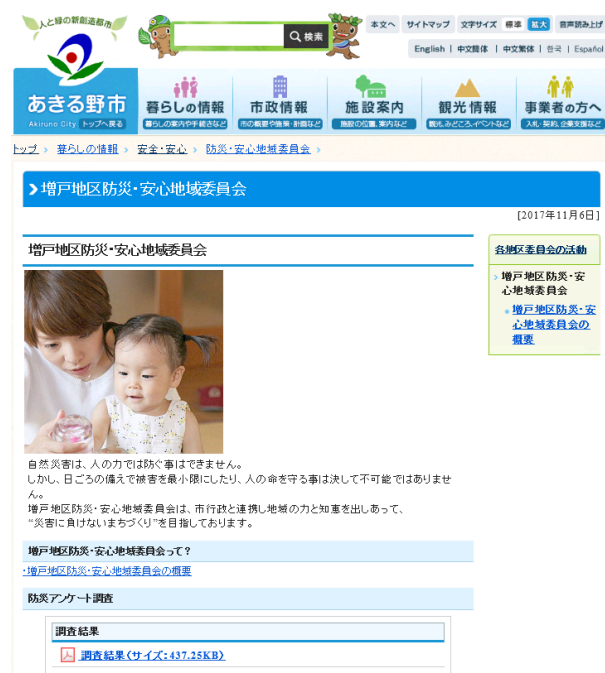 人と緑の新創造都市
検索
本文へ サイトマップ 文字サイズ 標準 拡大 音声読み上げ
English | 中文簡体 | 中文繁体 | 한국 | Español
あきる野市
Akiruno City トップへ戻る
暮らしの情報
暮らしの案内や手続きなど
市政情報
市の概要や施策・計画など
施設案内
施設の位置、案内など
観光情報
観光、みどころ、イベントなど
事業者の方へ
入札・契約、企業支援など
トップ › 暮らしの情報 › 安全・安心 › 防災・安心地域委員会 ›
増戸地区防災・安心地域委員会
[2017年11月6日]
増戸地区防災・安心地域委員会
自然災害は、人の力では防ぐ事はできません。
しかし、日ごろの備えで被害を最小限にしたり、人の命を守る事は決して不可能ではありませ
ん。
増戸地区防災・安心地域委員会は、市行政と連携し地域の力と知恵を出しあって、
“災害に負けないまちづくり”を目指しております。
増戸地区防災・安心地域委員会って？
・増戸地区防災・安心地域委員会の概要
防災アンケート調査
調査結果
調査結果（サイズ：437.25KB）
各地区委員会の活動
増戸地区防災・安
心地域委員会
増戸地区防災・安
心地域委員会の
概要